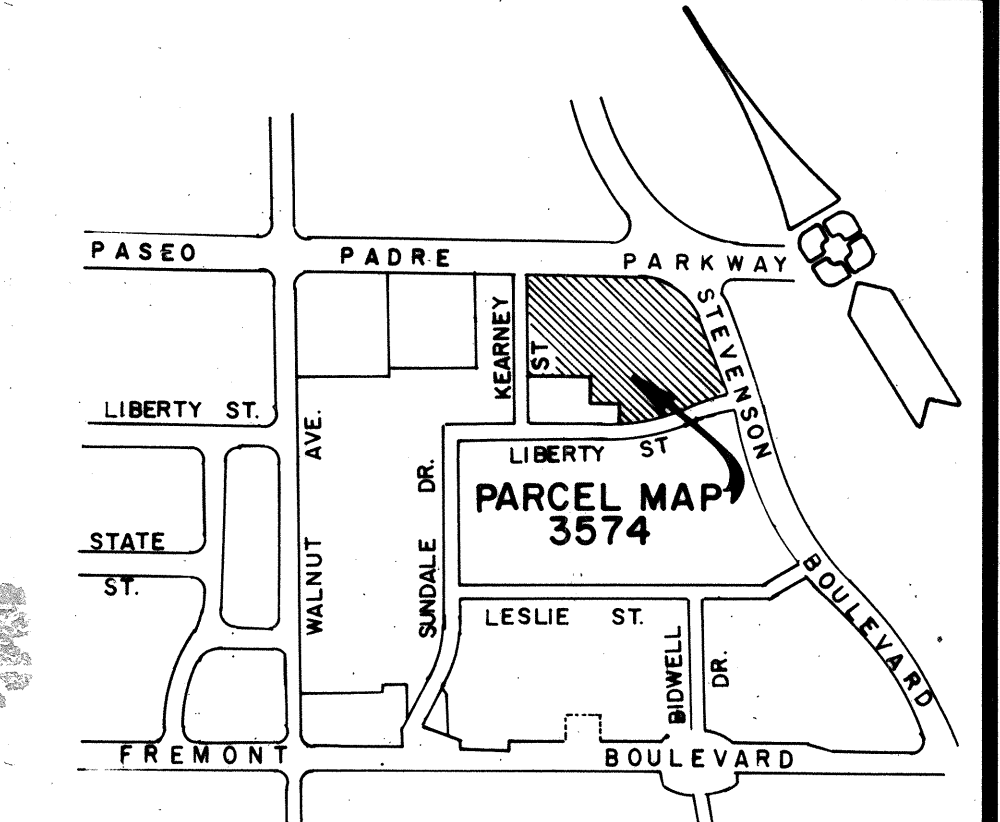 PASEO PADRE PARKWAY
STEVENSON BOULEVARD
KEARNEY ST
LIBERTY ST.
WALNUT AVE.
LIBERTY ST
SUNDALE DR.
PARCEL MAP
3574
STATE
ST.
LESLIE ST.
BIDWELL DR.
FREMONT BOULEVARD